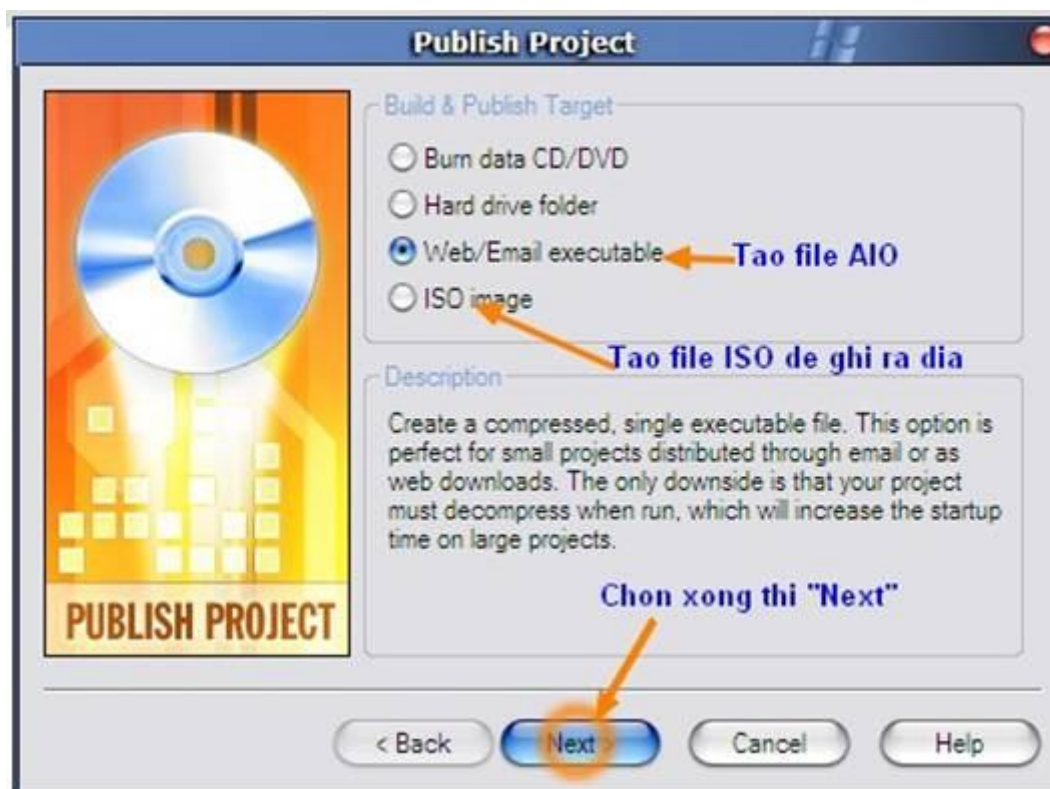 Publish Project
Build & Publish Target
Burn data CD/DVD
Hard drive folder
Web/Email executable
Tao file AIO
ISO image
Tao file ISO de ghi ra dia
Description
Create a compressed, single executable file. This option is
perfect for small projects distributed through email or as
web downloads. The only downside is that your project
must decompress when run, which will increase the startup
time on large projects.
Chon xong thi "Next"
PUBLISH PROJECT
< Back
Next >
Cancel
Help